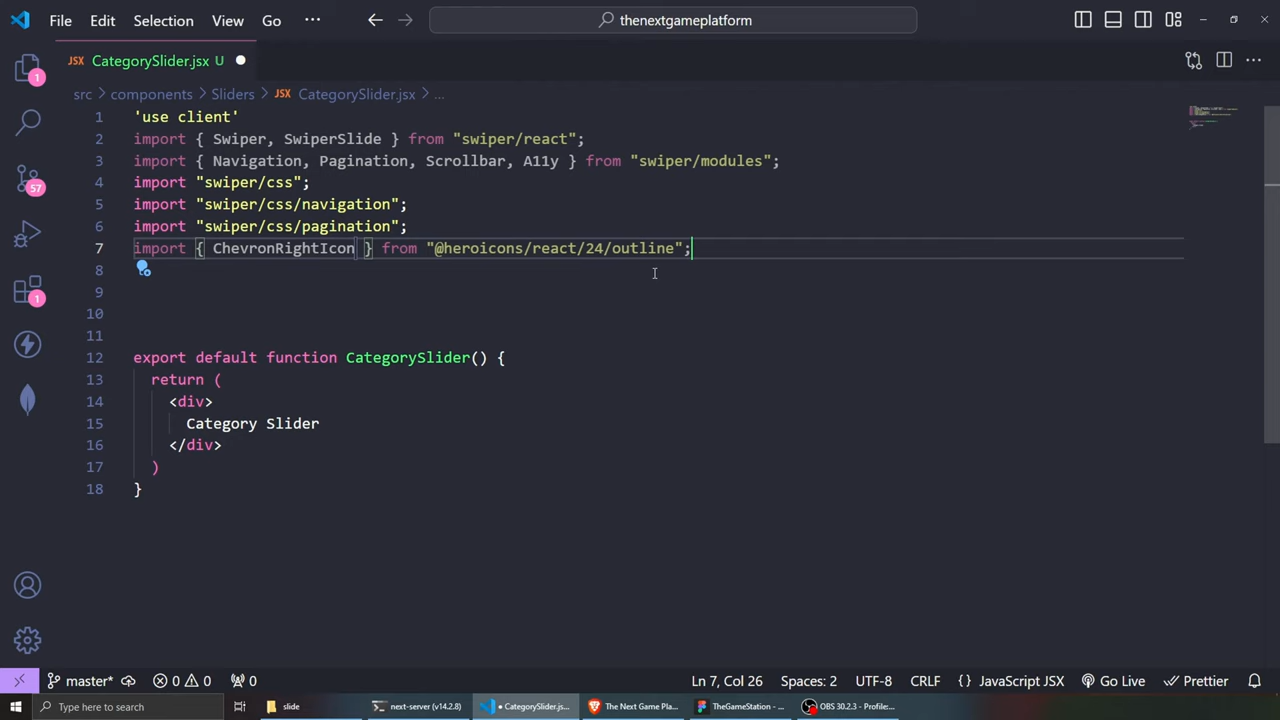 File Edit Selection View Go ··· thenextgameplatform
JSX CategorySlider.jsx U
src > components > Sliders > JSX CategorySlider.jsx > ...
1 'use client'
2 import { Swiper, SwiperSlide } from "swiper/react";
3 import { Navigation, Pagination, Scrollbar, A11y } from "swiper/modules";
4 import "swiper/css";
5 import "swiper/css/navigation";
6 import "swiper/css/pagination";
7 import { ChevronRightIcon } from "@heroicons/react/24/outline";
8
9
10
11
12 export default function CategorySlider() {
13 return (
14 <div>
15 Category Slider
16 </div>
17 )
18 }
1
57
1
master* 0 0 0 Ln 7, Col 26 Spaces: 2 UTF-8 CRLF {} JavaScript JSX Go Live Prettier
Type here to search slide next-server (v14.2.8) • CategorySlider.jsx... The Next Game Pla... TheGameStation - ... OBS 30.2.3 - Profile:...